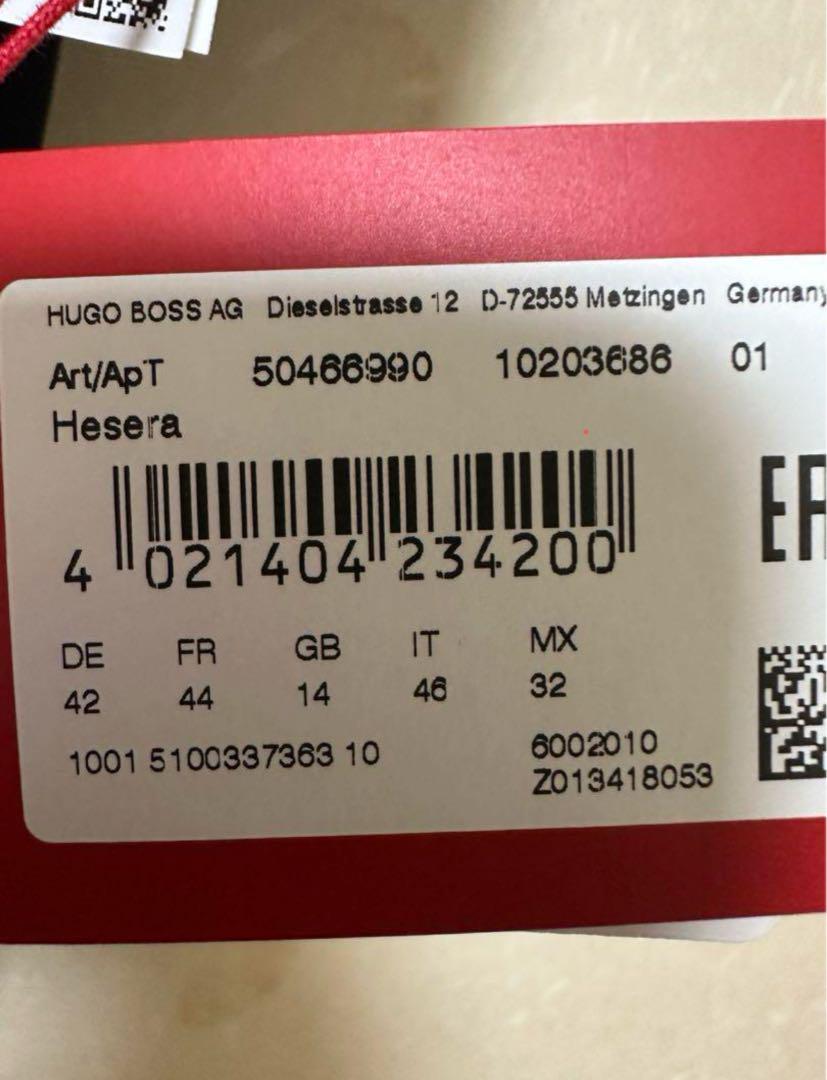 HUGO BOSS AG Dieselstrasse 12 D-72555 Metzingen Germany
Art/ApT 50466990 10203686 01
Hesera
4 021404 234200
DE FR GB IT MX
42 44 14 46 32
1001 5100337363 10 6002010
Z013418053